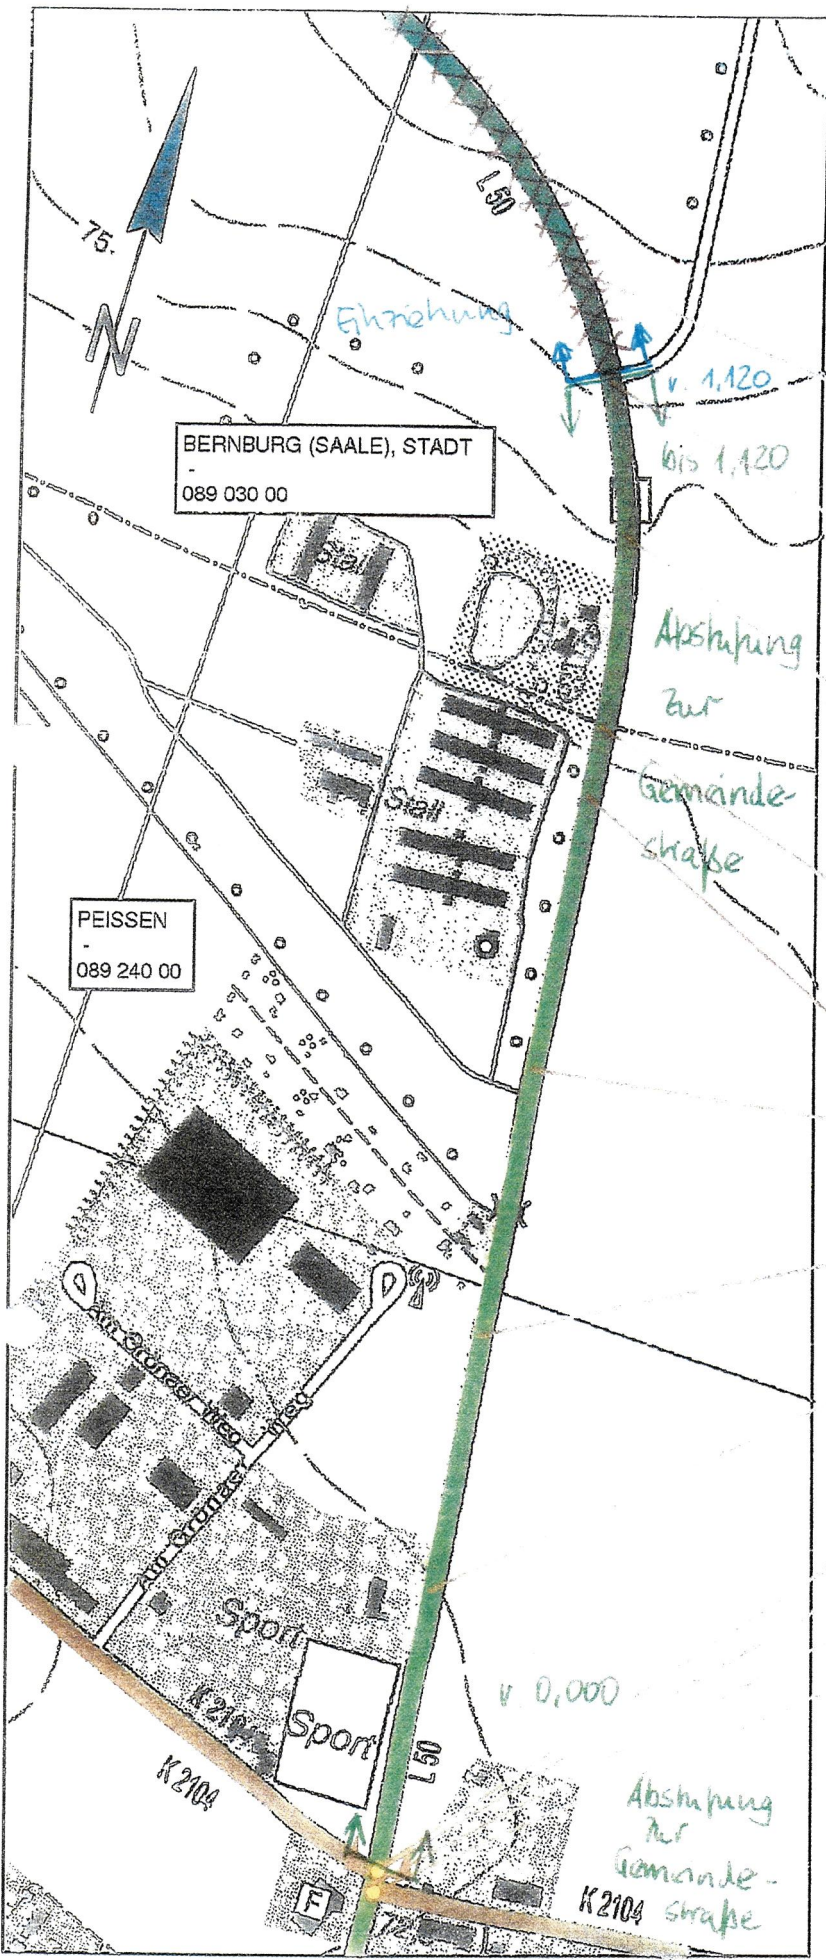 L 50
75.
N
Einziehung
v. 1,120
BERNBURG (SAALE), STADT
-
089 030 00
bis 1,120
Stall
Abstufung
zur
Gemeinde-
straße
Stall
PEISSEN
-
089 240 00
Am Grönaer Weg
Weg
Am Grönaer
Sport
v. 0,000
K 2104
Sport
L 50
K 2104
Abstufung
zur
Gemeinde-
straße
F
K 2104